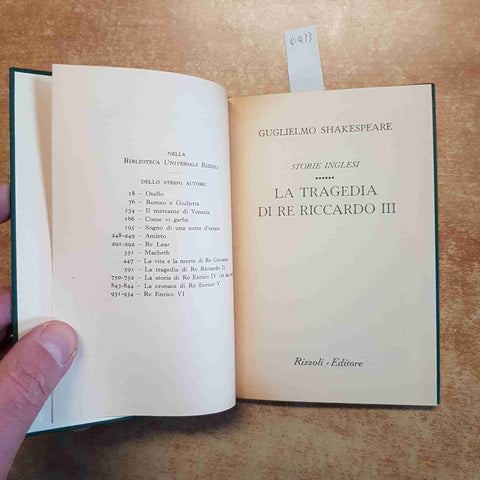 NELLA
BIBLIOTECA UNIVERSALE RIZZOLI
DELLO STESSO AUTORE:
18 - Otello
76 - Romeo e Giulietta
134 - Il mercante di Venezia
166 - Come vi garba
195 - Sogno di una notte d'estate
248-249 - Amleto
291-292 - Re Lear
351 - Macbeth
447 - La vita e la morte di Re Giovanni
591 - La tragedia di Re Riccardo II
750-752 - La storia di Re Enrico IV
843-844 - La cronaca di Re Enrico V
931-934 - Re Enrico VI
6933
GUGLIELMO SHAKESPEARE
STORIE INGLESI
LA TRAGEDIA
DI RE RICCARDO III
Rizzoli - Editore